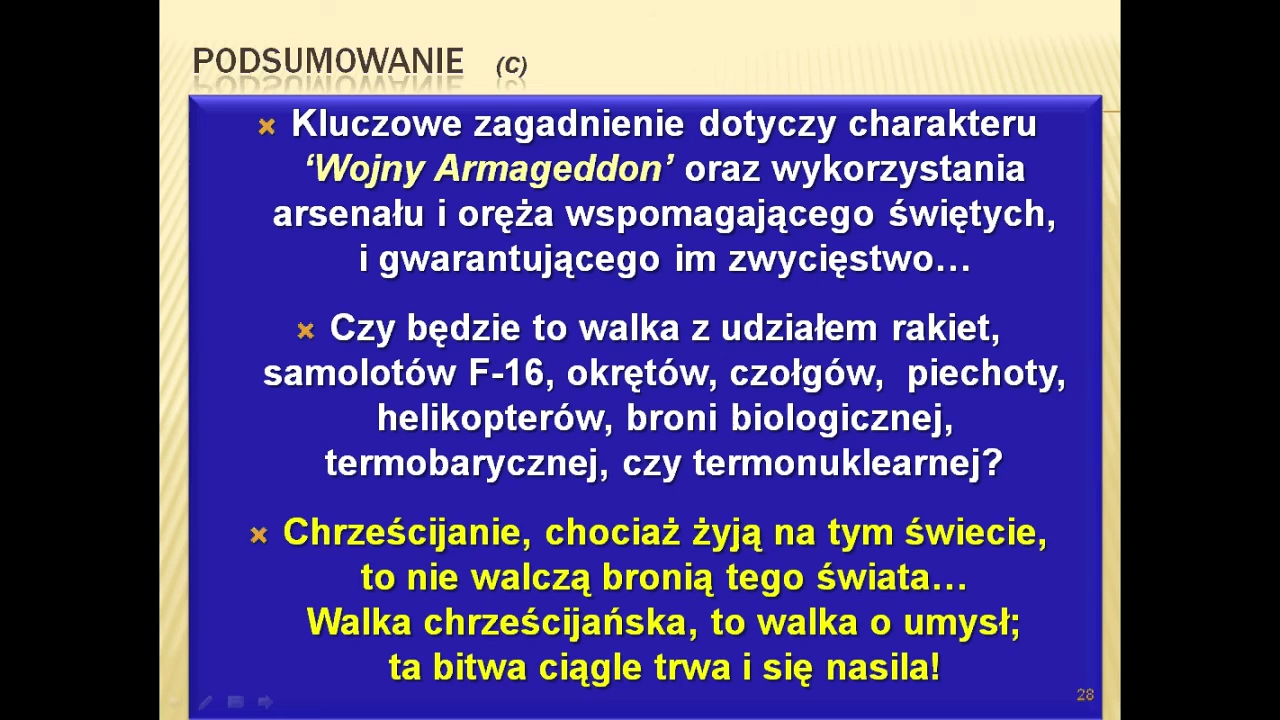 PODSUMOWANIE (C)
Kluczowe zagadnienie dotyczy charakteru
‘Wojny Armageddon’ oraz wykorzystania
arsenału i oręża wspomagającego świętych,
i gwarantującego im zwycięstwo…
Czy będzie to walka z udziałem rakiet,
samolotów F-16, okrętów, czołgów, piechoty,
helikopterów, broni biologicznej,
termobarycznej, czy termonuklearnej?
Chrześcijanie, chociaż żyją na tym świecie,
to nie walczą bronią tego świata…
Walka chrześcijańska, to walka o umysł;
ta bitwa ciągle trwa i się nasila!
28